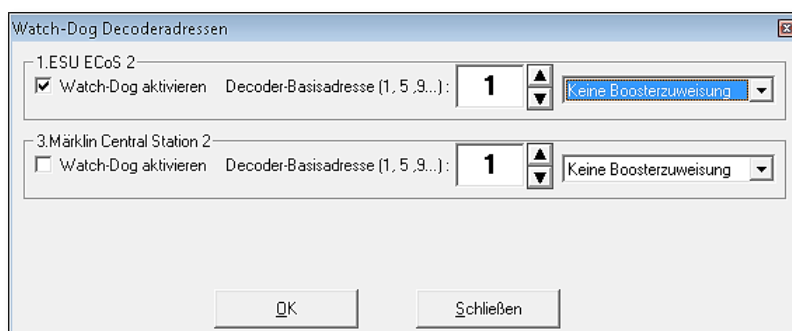 Watch-Dog Decoderadressen
1.ESU ECoS 2
Watch-Dog aktivieren Decoder-Basisadresse (1, 5 ,9...) : 1 Keine Boosterzuweisung
3.Märklin Central Station 2
Watch-Dog aktivieren Decoder-Basisadresse (1, 5 ,9...) : 1 Keine Boosterzuweisung
OK Schließen